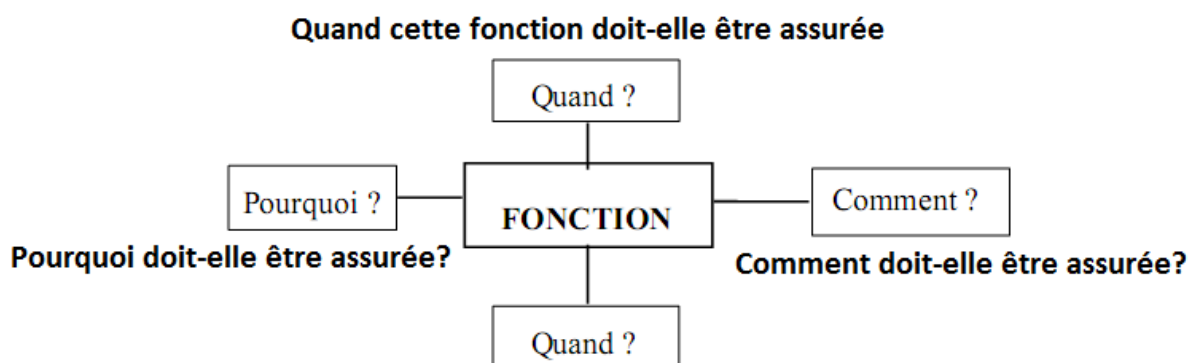 Quand cette fonction doit-elle être assurée
Quand ?
Pourquoi ?
FONCTION
Comment ?
Pourquoi doit-elle être assurée?
Comment doit-elle être assurée?
Quand ?